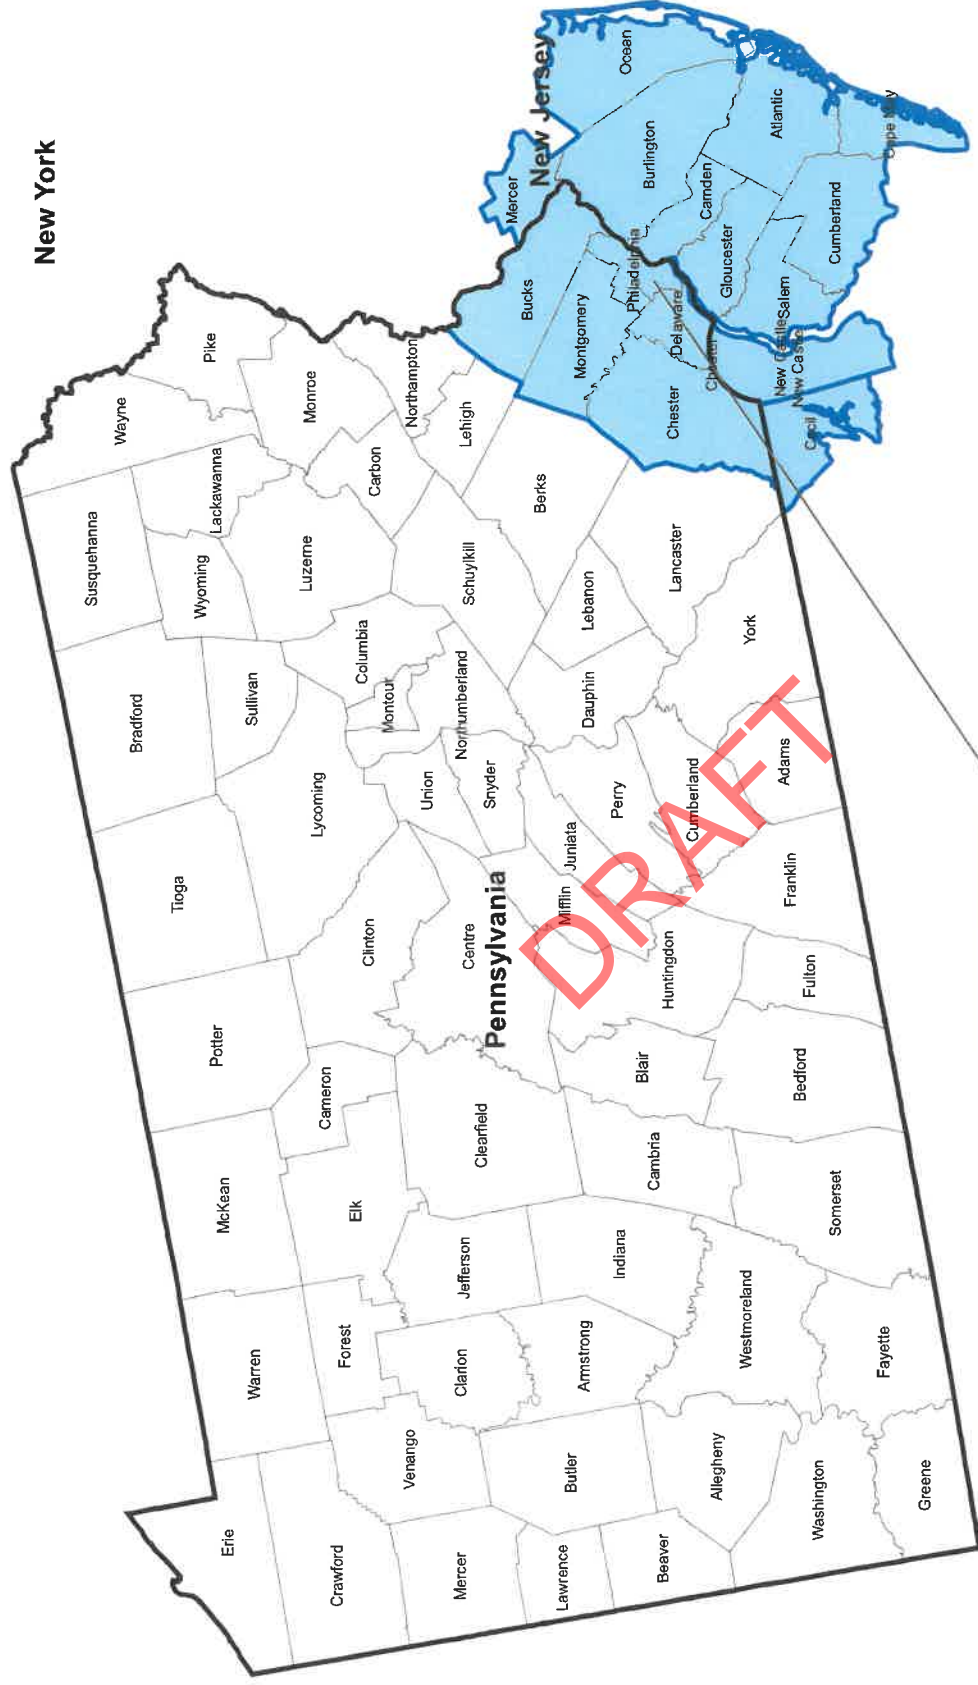 New York
New Jersey
Pennsylvania
DRAFT
Erie
Crawford
Mercer
Lawrence
Beaver
Washington
Greene
Allegheny
Butler
Venango
Warren
Forest
Clarion
Armstrong
Westmoreland
Fayette
Indiana
Jefferson
Elk
McKean
Cameron
Clearfield
Cambria
Somerset
Blair
Bedford
Potter
Clinton
Centre
Huntingdon
Fulton
Mifflin
Juniata
Franklin
Tioga
Lycoming
Union
Snyder
Perry
Cumberland
Adams
Bradford
Sullivan
Columbia
Montour
Northumberland
Dauphin
York
Susquehanna
Wyoming
Luzerne
Schuylkill
Lebanon
Lancaster
Lackawanna
Wayne
Pike
Monroe
Carbon
Northampton
Lehigh
Berks
Bucks
Montgomery
Philadelphia
Delaware
Chester
Chester
New Castle
New Castle
Cecil
Mercer
Ocean
Burlington
Camden
Gloucester
Salem
Atlantic
Cumberland
Cape May